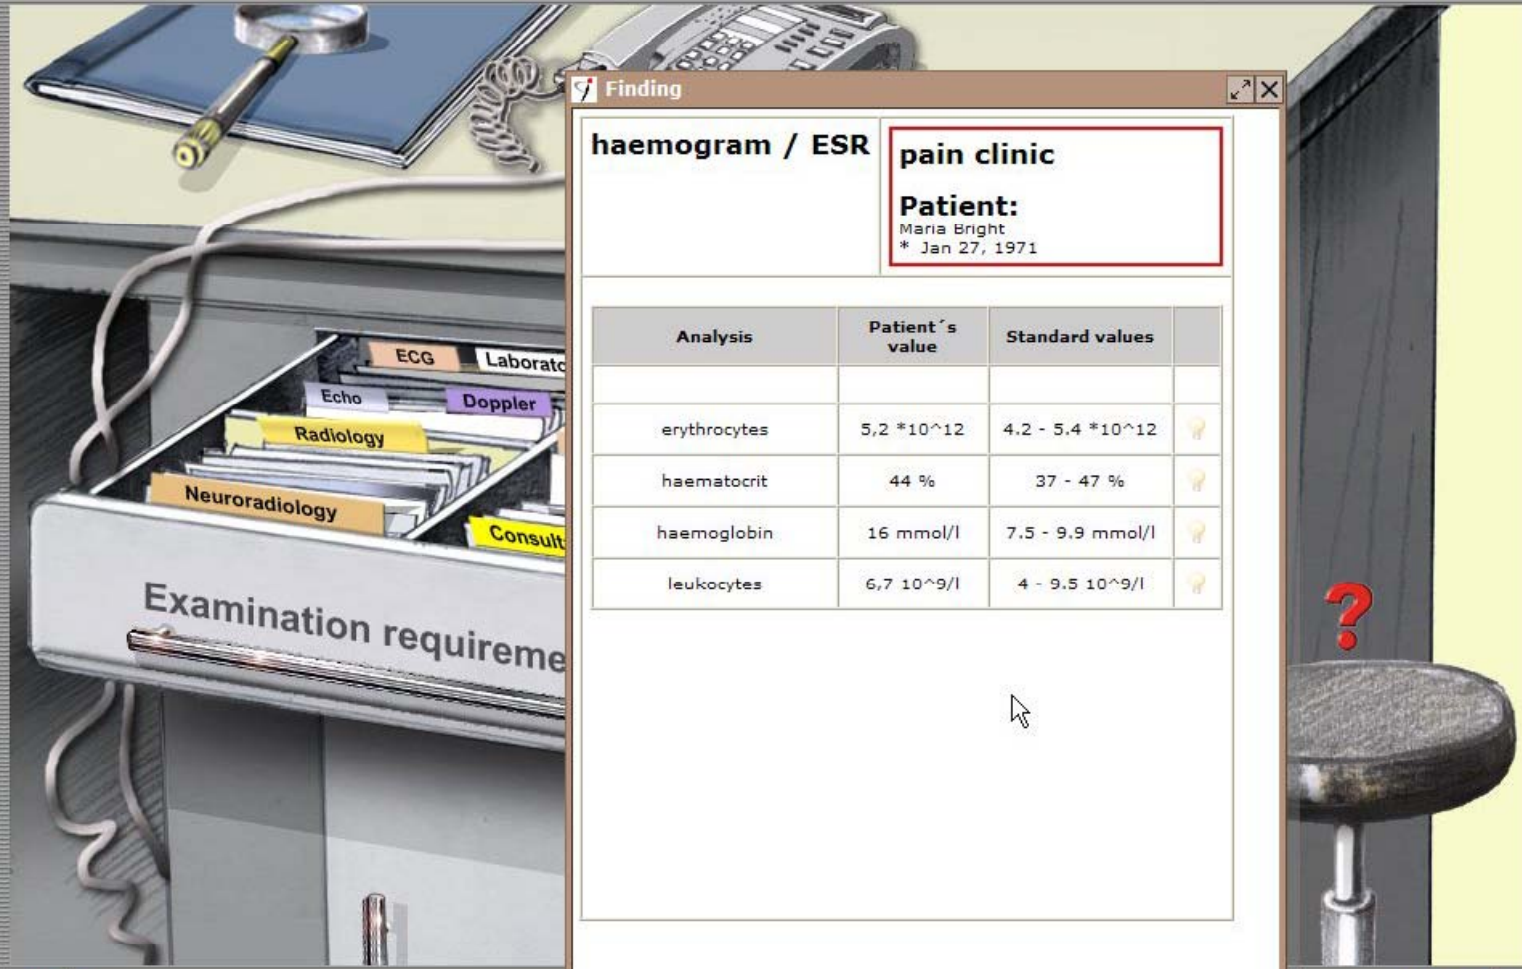 Finding
haemogram / ESR
pain clinic
Patient:
Maria Bright
* Jan 27, 1971
Analysis
Patient´s
value
Standard values
erythrocytes 5,2 *10^12 4.2 - 5.4 *10^12
haematocrit 44 % 37 - 47 %
haemoglobin 16 mmol/l 7.5 - 9.9 mmol/l
leukocytes 6,7 10^9/l 4 - 9.5 10^9/l
ECG
Laborato
Echo
Doppler
Radiology
Neuroradiology
Consult
Examination requireme
?